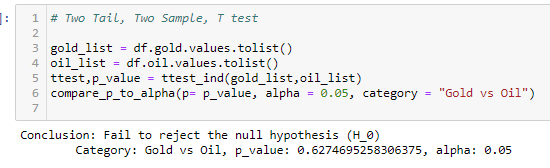 ]:
1 # Two Tail, Two Sample, T test
2
3 gold_list = df.gold.values.tolist()
4 oil_list = df.oil.values.tolist()
5 ttest,p_value = ttest_ind(gold_list,oil_list)
6 compare_p_to_alpha(p= p_value, alpha = 0.05, category = "Gold vs Oil")
7
Conclusion: Fail to reject the null hypothesis (H_0)
Category: Gold vs Oil, p_value: 0.6274695258306375, alpha: 0.05